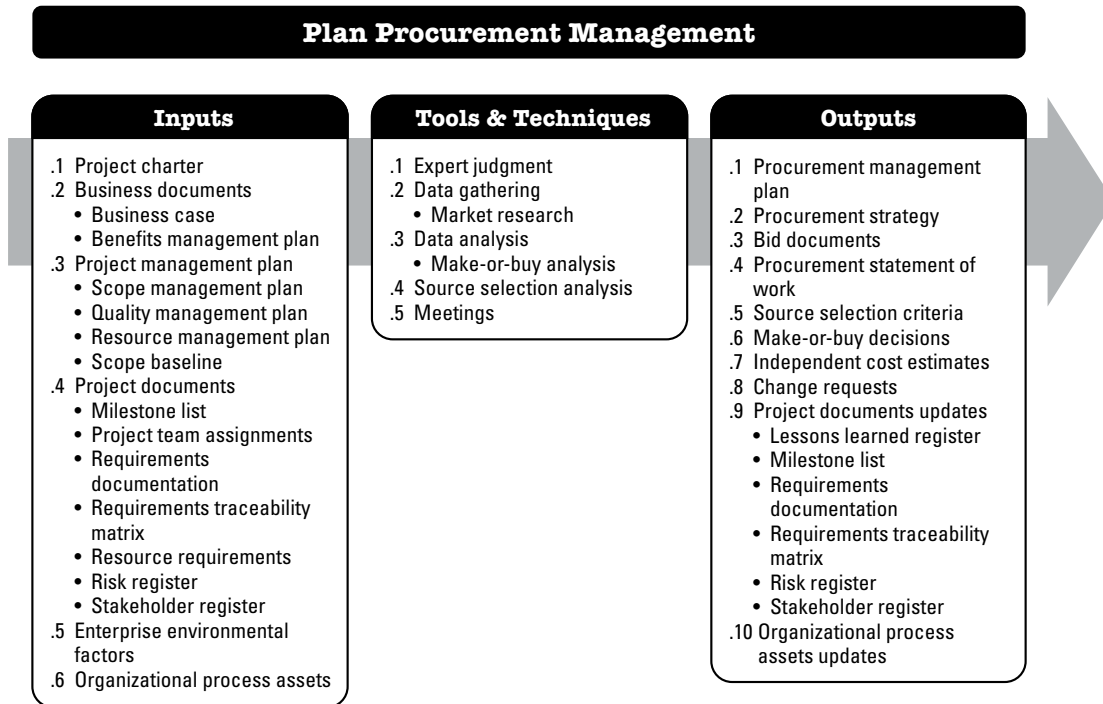 Plan Procurement Management
Inputs
.1 Project charter
.2 Business documents
• Business case
• Benefits management plan
.3 Project management plan
• Scope management plan
• Quality management plan
• Resource management plan
• Scope baseline
.4 Project documents
• Milestone list
• Project team assignments
• Requirements
documentation
• Requirements traceability
matrix
• Resource requirements
• Risk register
• Stakeholder register
.5 Enterprise environmental
factors
.6 Organizational process assets
Tools & Techniques
.1 Expert judgment
.2 Data gathering
• Market research
.3 Data analysis
• Make-or-buy analysis
.4 Source selection analysis
.5 Meetings
Outputs
.1 Procurement management
plan
.2 Procurement strategy
.3 Bid documents
.4 Procurement statement of
work
.5 Source selection criteria
.6 Make-or-buy decisions
.7 Independent cost estimates
.8 Change requests
.9 Project documents updates
• Lessons learned register
• Milestone list
• Requirements
documentation
• Requirements traceability
matrix
• Risk register
• Stakeholder register
.10 Organizational process
assets updates